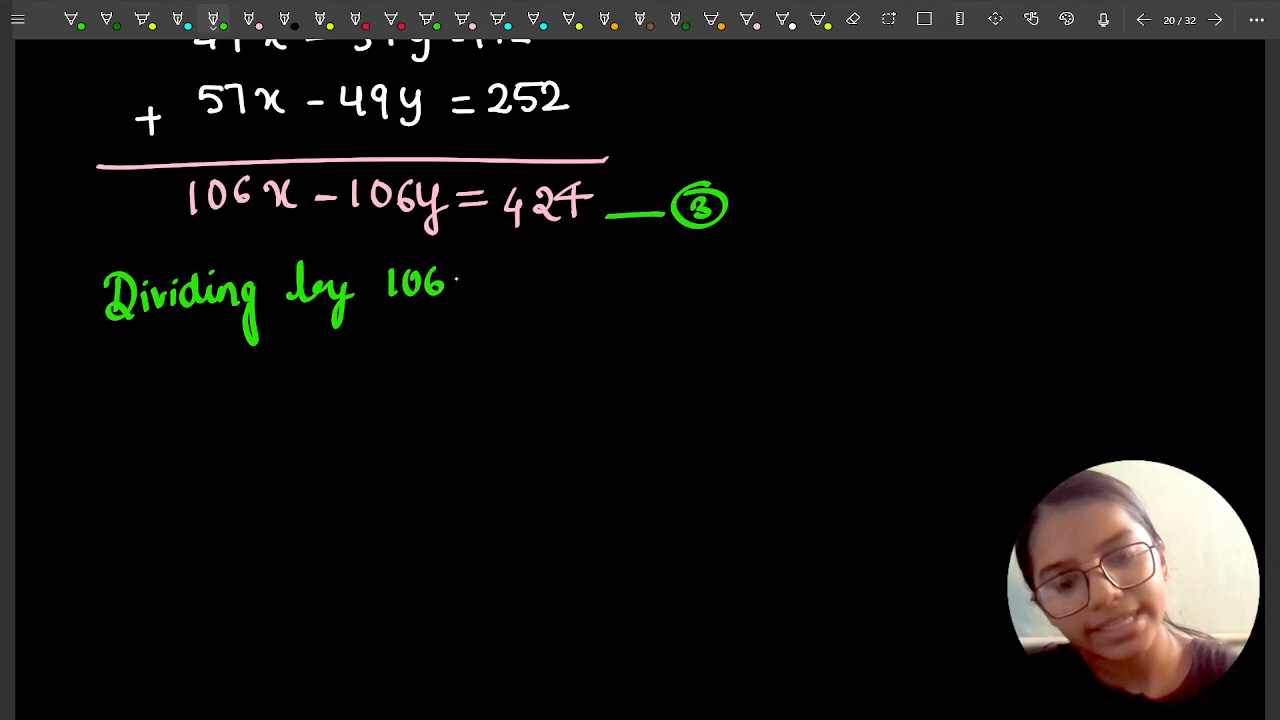 20 / 32
57x - 49y = 252
+
106x - 106y = 424 — 3
Dividing by 106